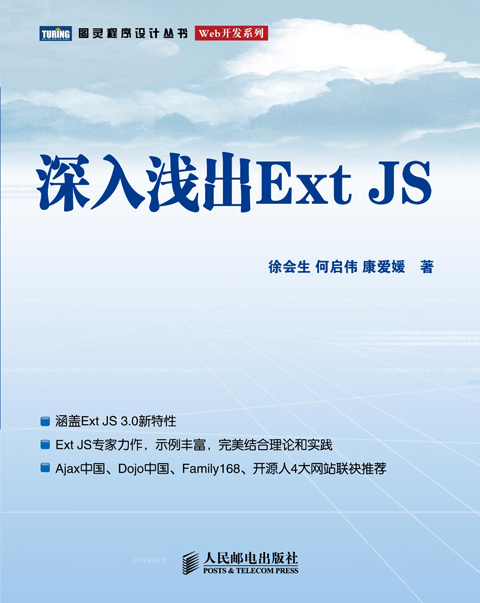 TURING 图灵程序设计丛书 Web开发系列
深入浅出Ext JS
徐会生 何启伟 康爱媛 著
涵盖Ext JS 3.0新特性
Ext JS专家力作，示例丰富，完美结合理论和实践
Ajax中国、Dojo中国、Family168、开源人4大网站联袂推荐
人民邮电出版社
POSTS & TELECOM PRESS